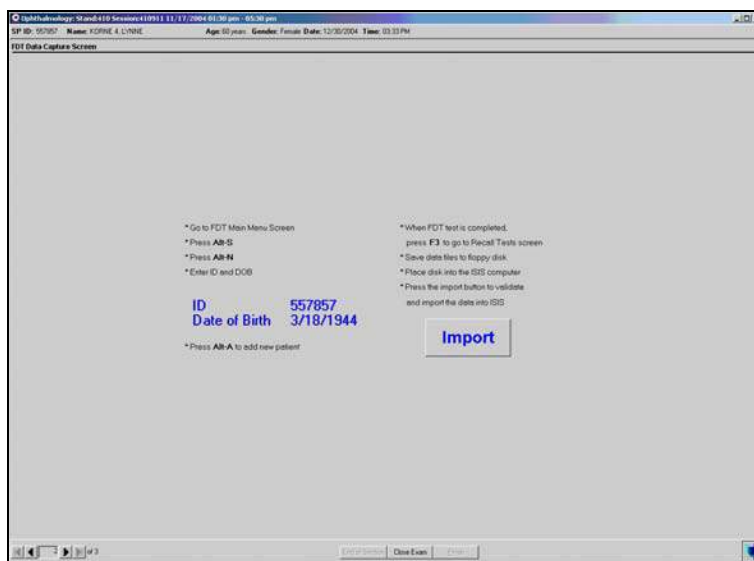 Ophthalmology: Stand:410 Session:410911 11/17/2004 01:30 pm - 05:30 pm
SP ID: 557857 Name: KORNE 4, LYNNE Age: 60 years Gender: Female Date: 12/30/2004 Time: 03:33 PM
FDT Data Capture Screen
*Go to FDT Main Menu Screen
*Press Alt-S
*Press Alt-N
*Enter ID and DOB
ID 557857
Date of Birth 3/18/1944
*Press Alt-A to add new patient
*When FDT test is completed,
press F3 to go to Recall Tests screen
*Save data files to floppy disk
*Place disk into the ISIS computer
*Press the import button to validate
and import the data into ISIS
Import
of 3
End of Section Close Exam